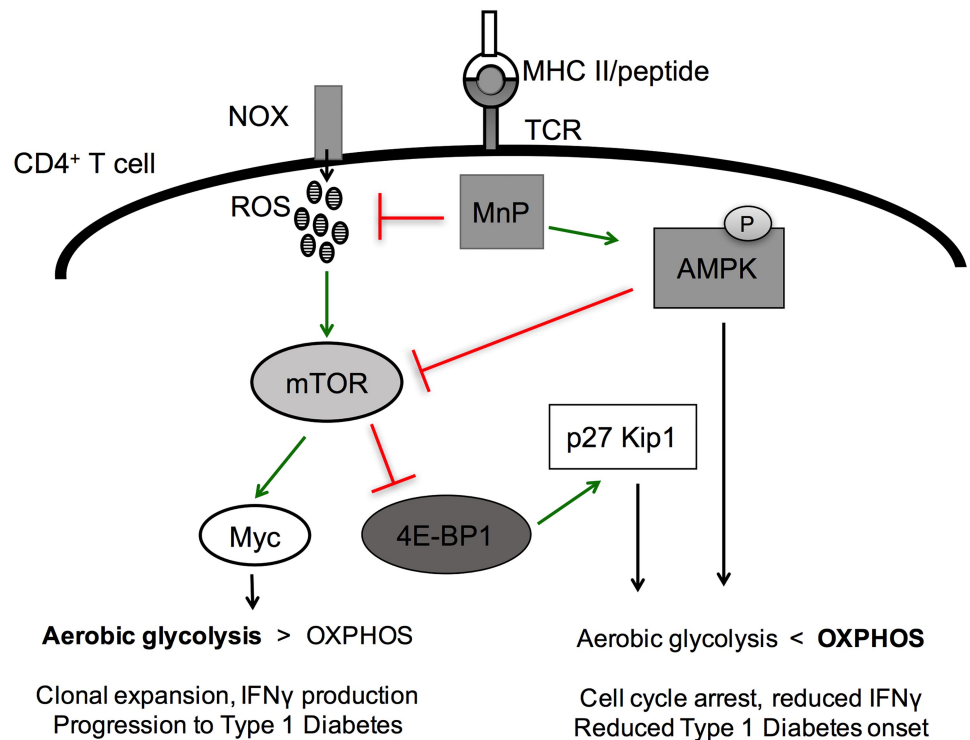 MHC II/peptide
NOX
TCR
CD4⁺ T cell
ROS
MnP
P
AMPK
mTOR
p27 Kip1
Myc
4E-BP1
Aerobic glycolysis > OXPHOS
Aerobic glycolysis < OXPHOS
Clonal expansion, IFNγ production
Progression to Type 1 Diabetes
Cell cycle arrest, reduced IFNγ
Reduced Type 1 Diabetes onset